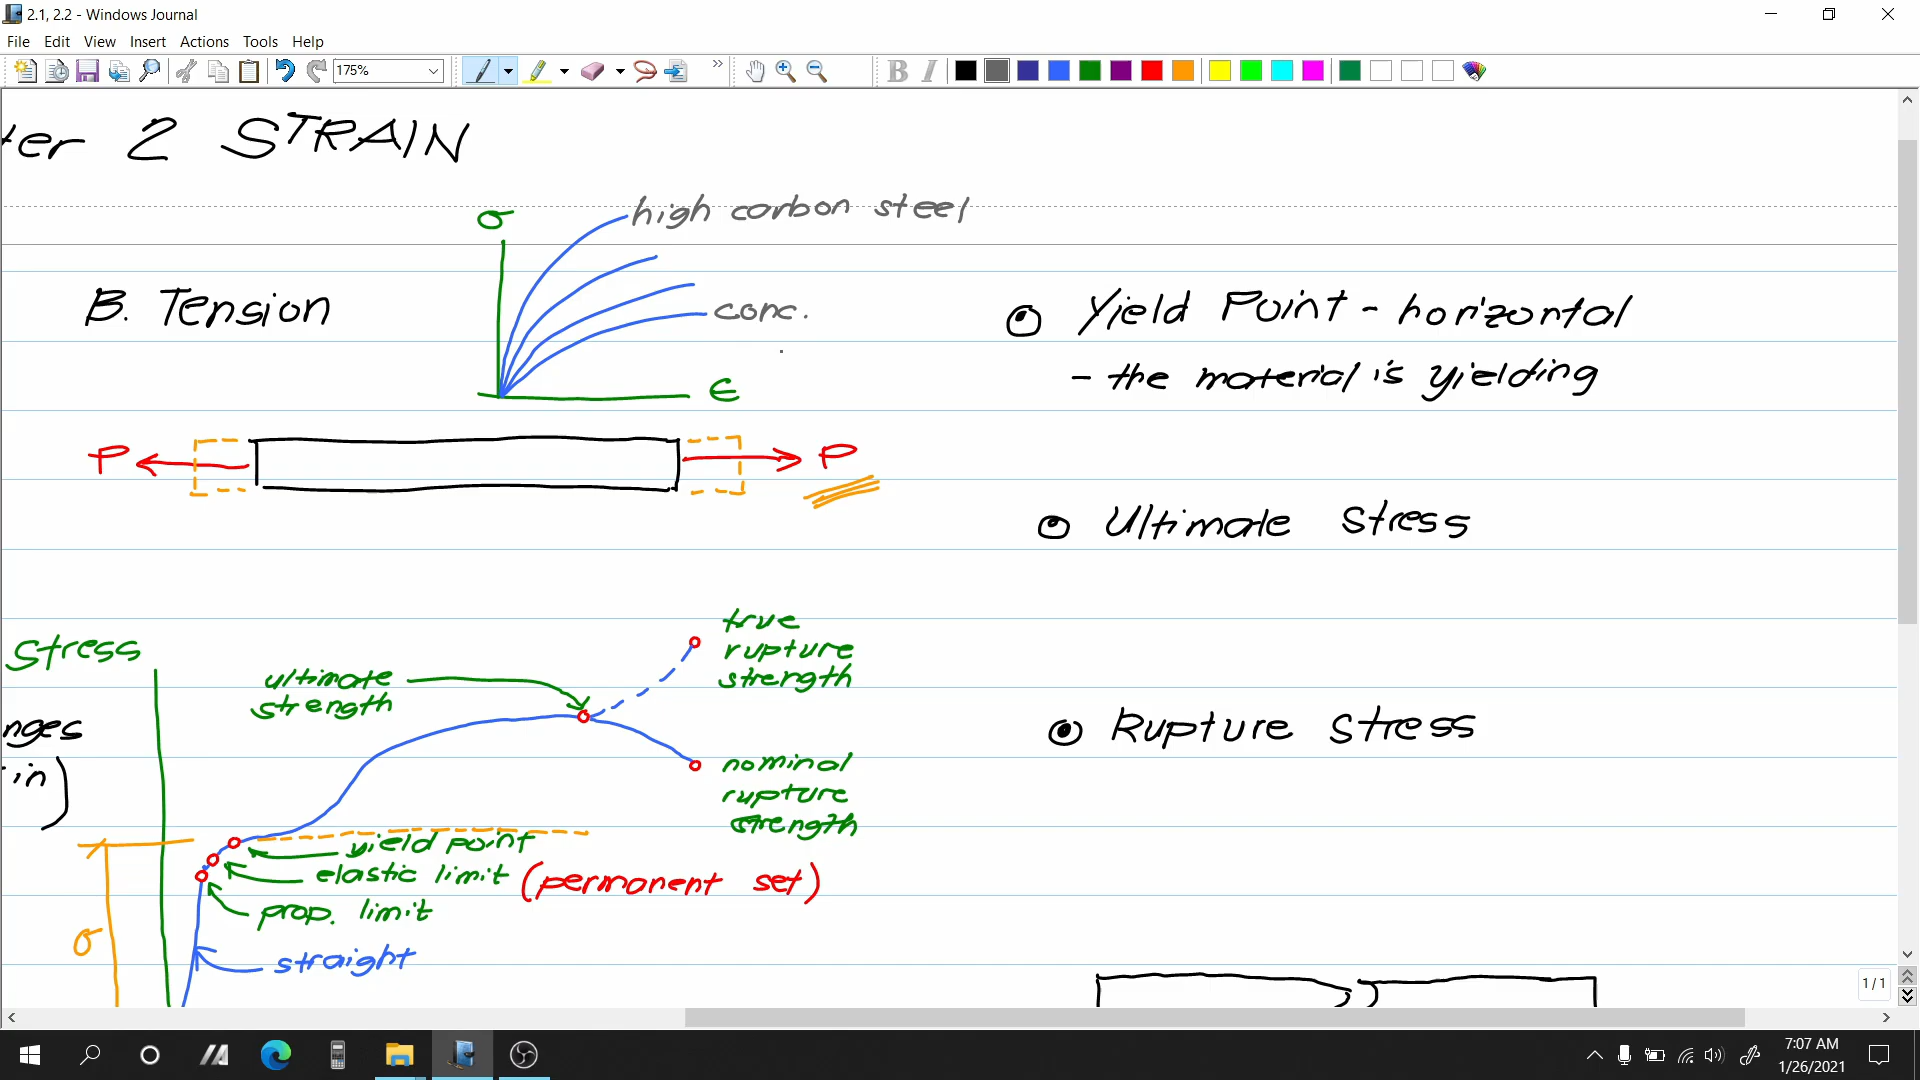 2.1, 2.2 - Windows Journal
File Edit View Insert Actions Tools Help
175%
B I
ter 2 STRAIN
σ
high carbon steel
conc.
ε
B. Tension
P
P
Yield Point - horizontal
- the material is yielding
Ultimate Stress
Rupture Stress
Stress
nges
in)
σ
ultimate
strength
true
rupture
strength
nominal
rupture
strength
yield point
elastic limit (permanent set)
prop. limit
straight
1 / 1
7:07 AM
1/26/2021